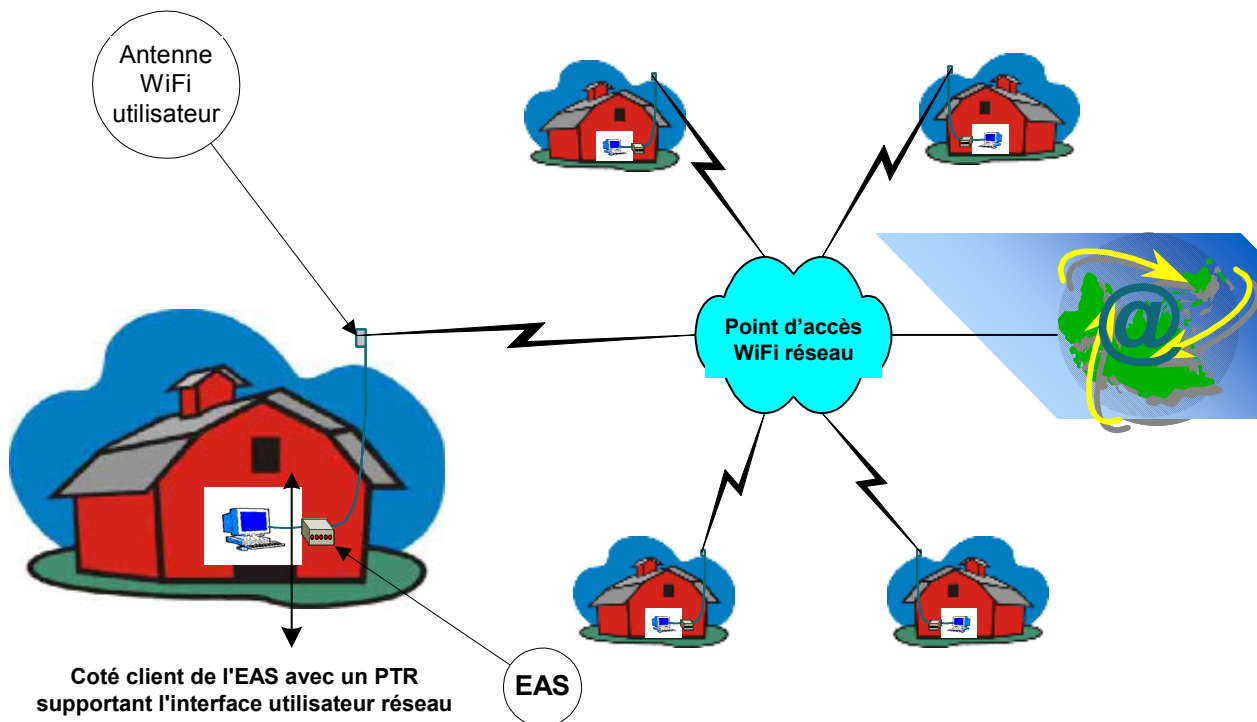 Antenne
WiFi
utilisateur
Point d'accès
WiFi réseau
@
Coté client de l'EAS avec un PTR
supportant l'interface utilisateur réseau
EAS